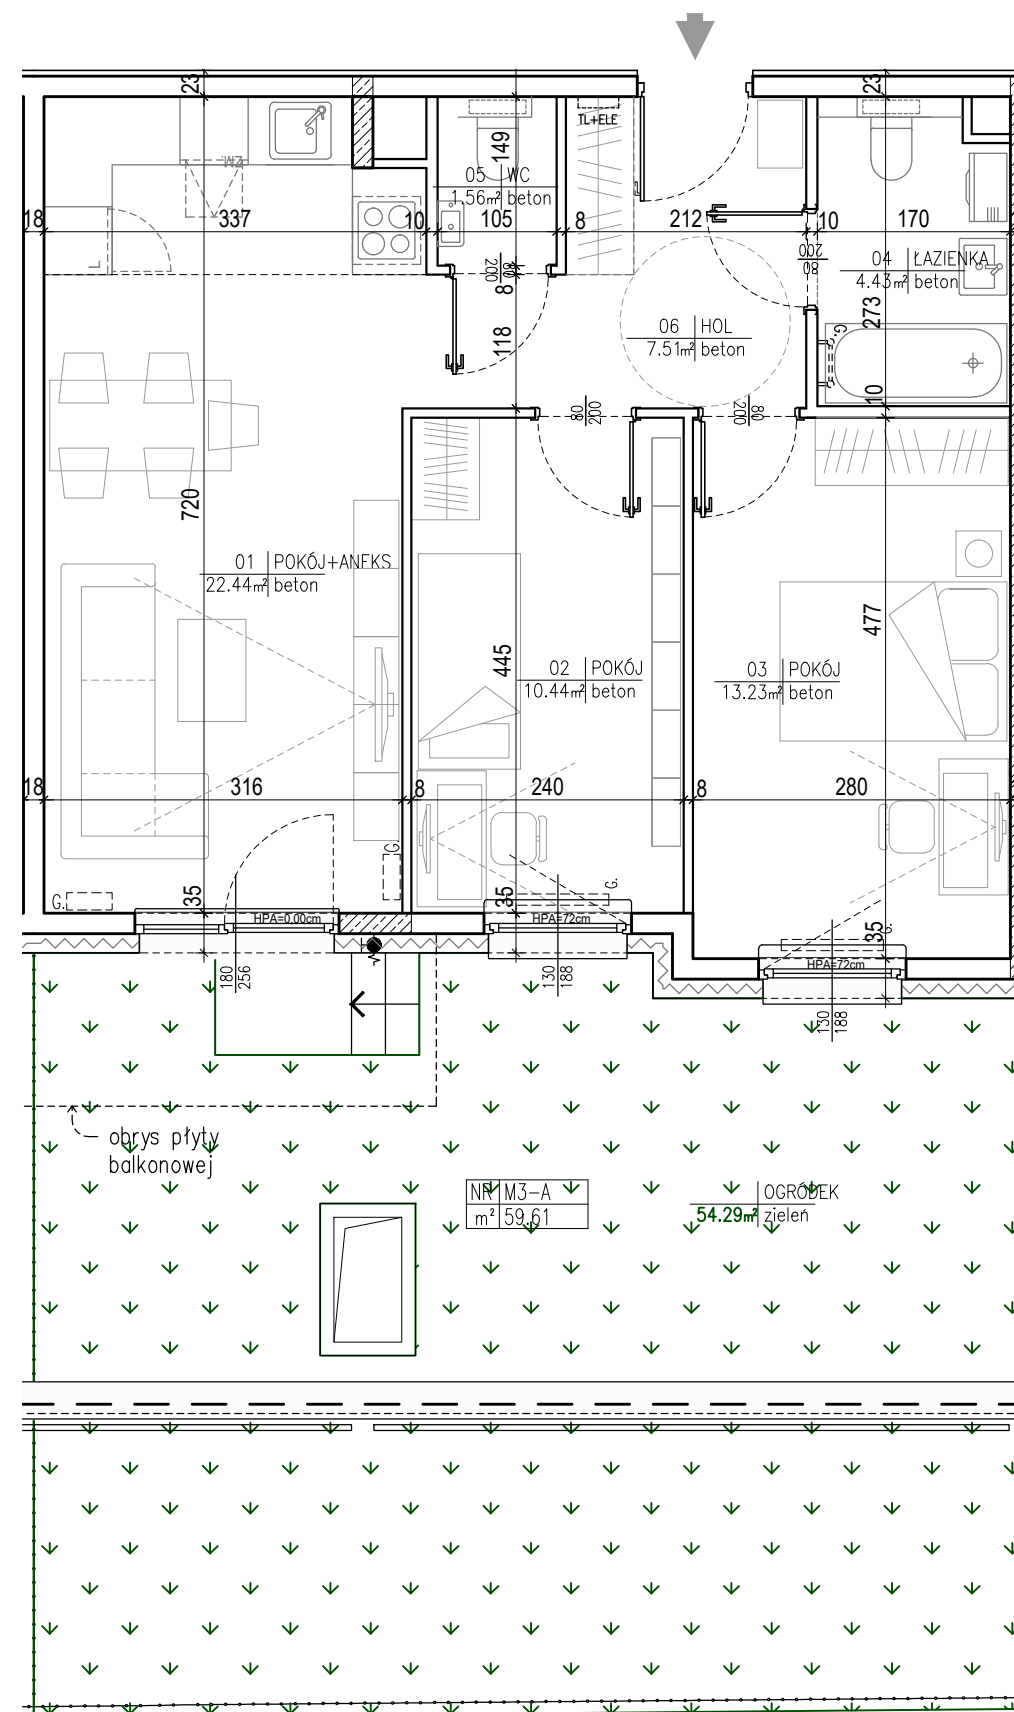 23
23
TL+ELE
149
ZM.
05 WC
1.56m² beton
18
337
10
105
8
212
10
170
80
200
8
80
200
04 ŁAZIENKA
4.43m² beton
273
G.
118
06 HOL
7.51m² beton
10
80
200
80
200
720
01 POKÓJ+ANEKS
22.44m² beton
477
445
02 POKÓJ
10.44m² beton
03 POKÓJ
13.23m² beton
18
316
8
240
8
280
G.
G.
35
G.
35
G.
35
HPA=0,00cm
HPA=72cm
HPA=72cm
180
256
130
188
130
188
obrys płyty
balkonowej
NR M3-A
m² 59.61
OGRÓDEK
54.29m² zieleń